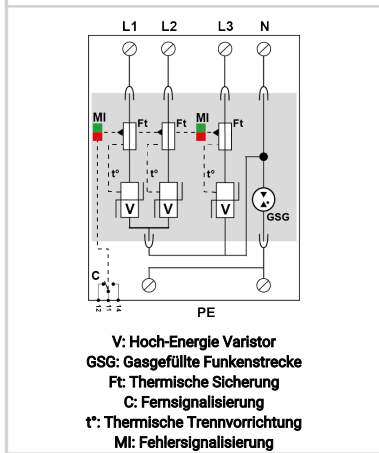 L1 L2 L3 N
MI Ft Ft MI Ft
t° t° t°
V V V GSG
C
12 11 14
PE
V: Hoch-Energie Varistor
GSG: Gasgefüllte Funkenstrecke
Ft: Thermische Sicherung
C: Fernsignalisierung
t°: Thermische Trennvorrichtung
MI: Fehlersignalisierung